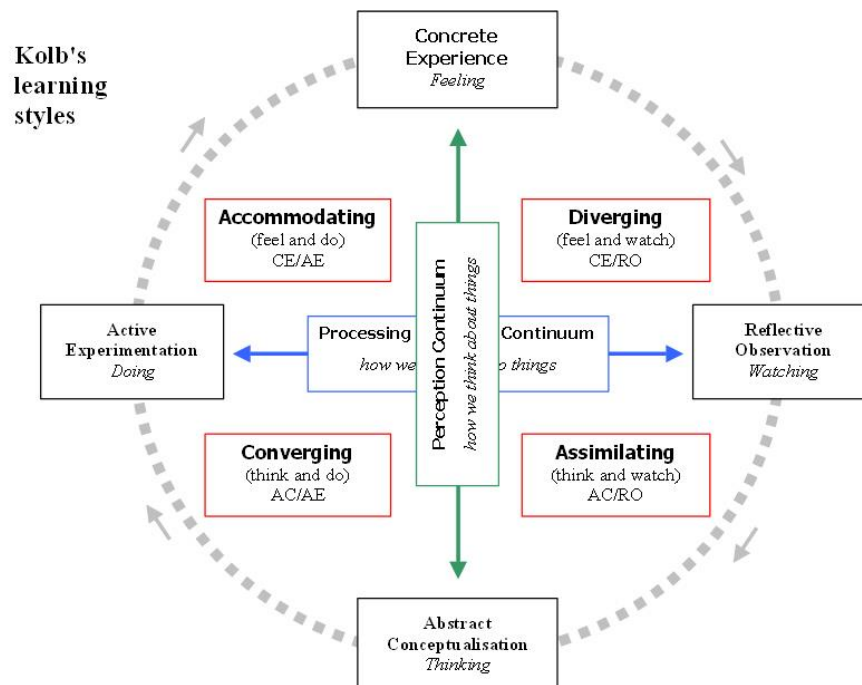 Kolb's
learning
styles
Concrete
Experience
Feeling
Accommodating
(feel and do)
CE/AE
Diverging
(feel and watch)
CE/RO
Perception Continuum
how we think about things
Processing Continuum
how we o things
Active
Experimentation
Doing
Reflective
Observation
Watching
Converging
(think and do)
AC/AE
Assimilating
(think and watch)
AC/RO
Abstract
Conceptualisation
Thinking